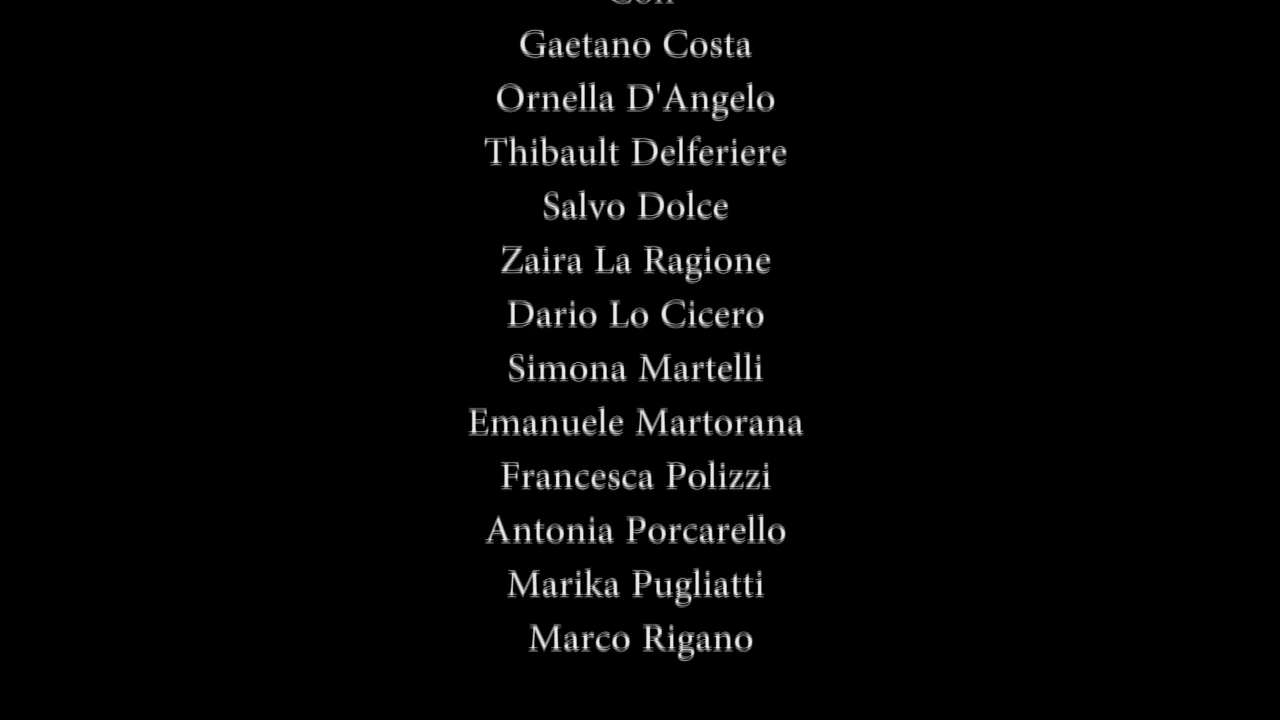 Con
Gaetano Costa
Ornella D'Angelo
Thibault Delferiere
Salvo Dolce
Zaira La Ragione
Dario Lo Cicero
Simona Martelli
Emanuele Martorana
Francesca Polizzi
Antonia Porcarello
Marika Pugliatti
Marco Rigano